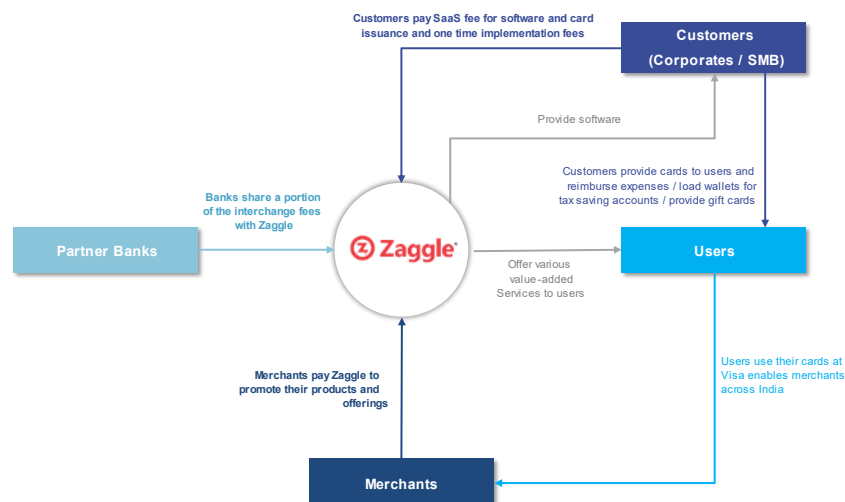 Customers pay SaaS fee for software and card
issuance and one time implementation fees
Customers
(Corporates / SMB)
Provide software
Customers provide cards to users and
reimburse expenses / load wallets for
tax saving accounts / provide gift cards
Banks share a portion
of the interchange fees
with Zaggle
Partner Banks
Zaggle
Users
Offer various
value-added
Services to users
Merchants pay Zaggle to
promote their products and
offerings
Users use their cards at
Visa enables merchants
across India
Merchants